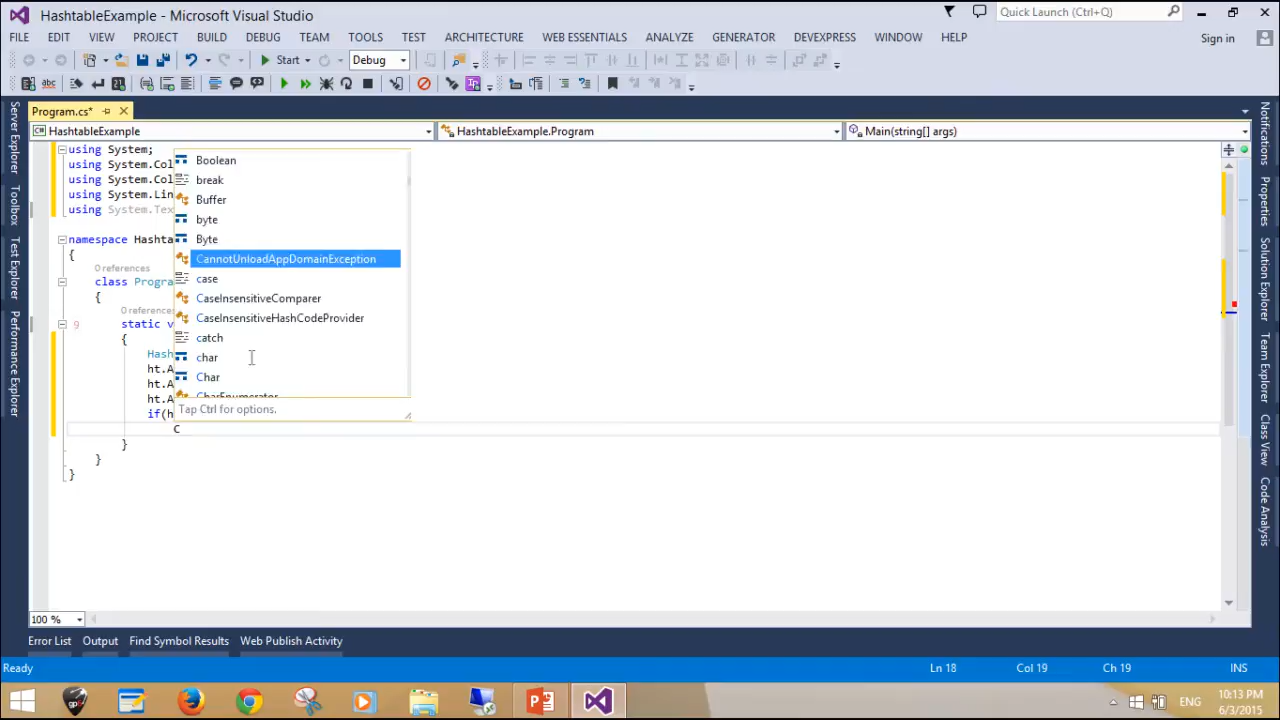 HashtableExample - Microsoft Visual Studio
Quick Launch (Ctrl+Q)
FILE EDIT VIEW PROJECT BUILD DEBUG TEAM TOOLS TEST ARCHITECTURE WEB ESSENTIALS ANALYZE GENERATOR DEVEXPRESS WINDOW HELP
Sign in
Start Debug
Program.cs*
HashtableExample HashtableExample.Program Main(string[] args)
Server Explorer
Toolbox
Test Explorer
Performance Explorer
using System;
using System.Col
using System.Col
using System.Lin
using System.Tex
namespace Hashta
{
0 references
class Progra
{
0 reference
9 static v
{
Hash
ht.A
ht.A
ht.A
if(h
C
}
}
}
Boolean
break
Buffer
byte
Byte
CannotUnloadAppDomainException
case
CaseInsensitiveComparer
CaseInsensitiveHashCodeProvider
catch
char
Char
CharEnumerator
Tap Ctrl for options.
Notifications
Properties
Solution Explorer
Team Explorer
Class View
Code Analysis
100 %
Error List Output Find Symbol Results Web Publish Activity
Ready Ln 18 Col 19 Ch 19 INS
ENG
10:13 PM
6/3/2015